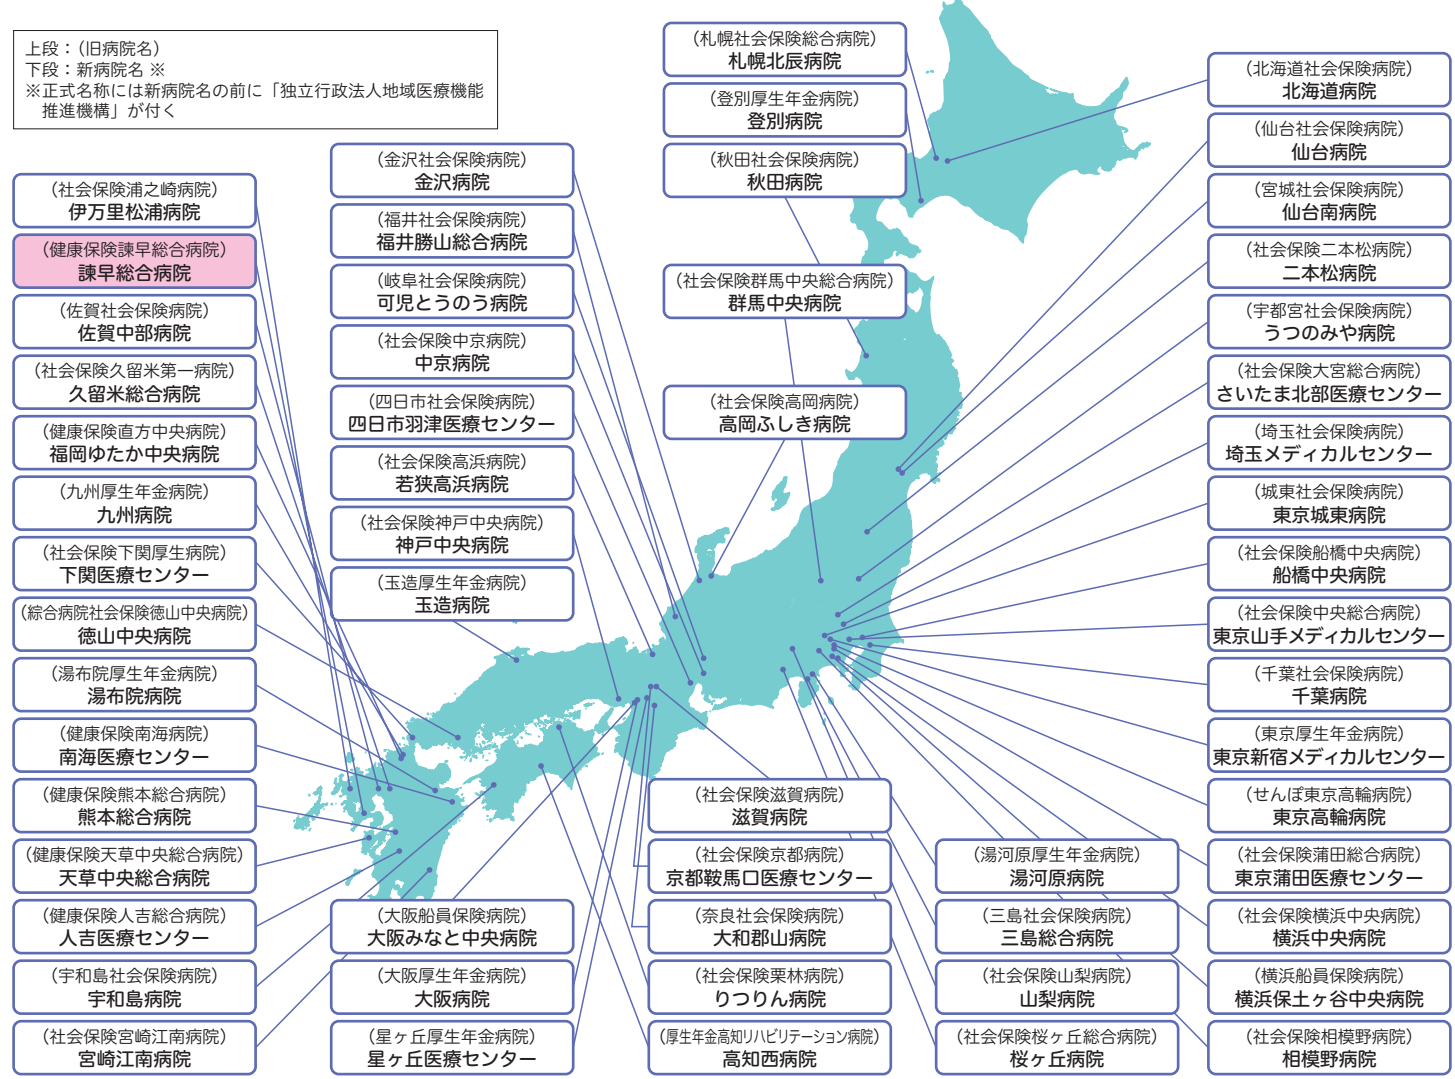 上段：（旧病院名）
下段：新病院名 ※
※正式名称には新病院名の前に「独立行政法人地域医療機能
推進機構」が付く
（社会保険浦之崎病院）
伊万里松浦病院
（健康保険諫早総合病院）
諫早総合病院
（佐賀社会保険病院）
佐賀中部病院
（社会保険久留米第一病院）
久留米総合病院
（健康保険直方中央病院）
福岡ゆたか中央病院
（九州厚生年金病院）
九州病院
（社会保険下関厚生病院）
下関医療センター
（綜合病院社会保険徳山中央病院）
徳山中央病院
（湯布院厚生年金病院）
湯布院病院
（健康保険南海病院）
南海医療センター
（健康保険熊本総合病院）
熊本総合病院
（健康保険天草中央総合病院）
天草中央総合病院
（健康保険人吉総合病院）
人吉医療センター
（宇和島社会保険病院）
宇和島病院
（社会保険宮崎江南病院）
宮崎江南病院
（金沢社会保険病院）
金沢病院
（福井社会保険病院）
福井勝山総合病院
（岐阜社会保険病院）
可児とうのう病院
（社会保険中京病院）
中京病院
（四日市社会保険病院）
四日市羽津医療センター
（社会保険高浜病院）
若狭高浜病院
（社会保険神戸中央病院）
神戸中央病院
（玉造厚生年金病院）
玉造病院
（大阪船員保険病院）
大阪みなと中央病院
（大阪厚生年金病院）
大阪病院
（星ヶ丘厚生年金病院）
星ヶ丘医療センター
（札幌社会保険総合病院）
札幌北辰病院
（登別厚生年金病院）
登別病院
（秋田社会保険病院）
秋田病院
（社会保険群馬中央総合病院）
群馬中央病院
（社会保険高岡病院）
高岡ふしき病院
（社会保険滋賀病院）
滋賀病院
（社会保険京都病院）
京都鞍馬口医療センター
（奈良社会保険病院）
大和郡山病院
（社会保険栗林病院）
りつりん病院
（厚生年金高知リハビリテーション病院）
高知西病院
（湯河原厚生年金病院）
湯河原病院
（三島社会保険病院）
三島総合病院
（社会保険山梨病院）
山梨病院
（社会保険桜ヶ丘総合病院）
桜ヶ丘病院
（北海道社会保険病院）
北海道病院
（仙台社会保険病院）
仙台病院
（宮城社会保険病院）
仙台南病院
（社会保険二本松病院）
二本松病院
（宇都宮社会保険病院）
うつのみや病院
（社会保険大宮総合病院）
さいたま北部医療センター
（埼玉社会保険病院）
埼玉メディカルセンター
（城東社会保険病院）
東京城東病院
（社会保険船橋中央病院）
船橋中央病院
（社会保険中央総合病院）
東京山手メディカルセンター
（千葉社会保険病院）
千葉病院
（東京厚生年金病院）
東京新宿メディカルセンター
（せんぽ東京高輪病院）
東京高輪病院
（社会保険蒲田総合病院）
東京蒲田医療センター
（社会保険横浜中央病院）
横浜中央病院
（横浜船員保険病院）
横浜保土ヶ谷中央病院
（社会保険相模野病院）
相模野病院